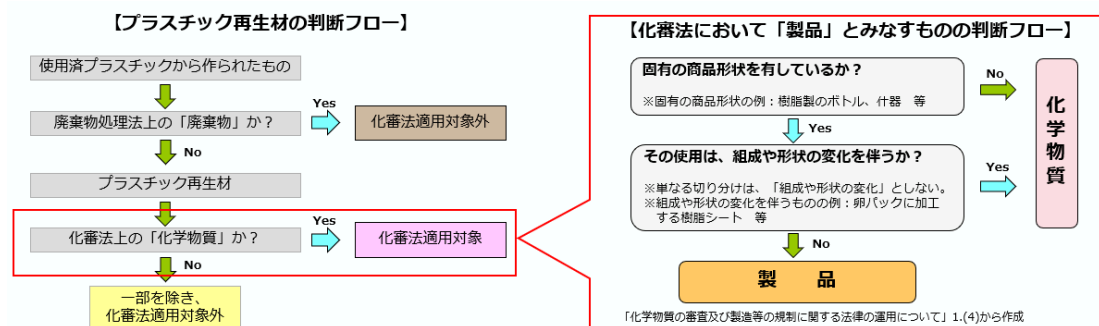 【プラスチック再生材の判断フロー】
使用済プラスチックから作られたもの
廃棄物処理法上の「廃棄物」か？
Yes
化審法適用対象外
No
プラスチック再生材
化審法上の「化学物質」か？
Yes
化審法適用対象
No
一部を除き、
化審法適用対象外
【化審法において「製品」とみなすものの判断フロー】
固有の商品形状を有しているか？
※固有の商品形状の例：樹脂製のボトル、什器　等
No
化学物質
Yes
その使用は、組成や形状の変化を伴うか？
※単なる切り分けは、「組成や形状の変化」としない。
※組成や形状の変化を伴うものの例：卵パックに加工
する樹脂シート　等
Yes
No
製　品
「化学物質の審査及び製造等の規制に関する法律の運用について」1.(4)から作成